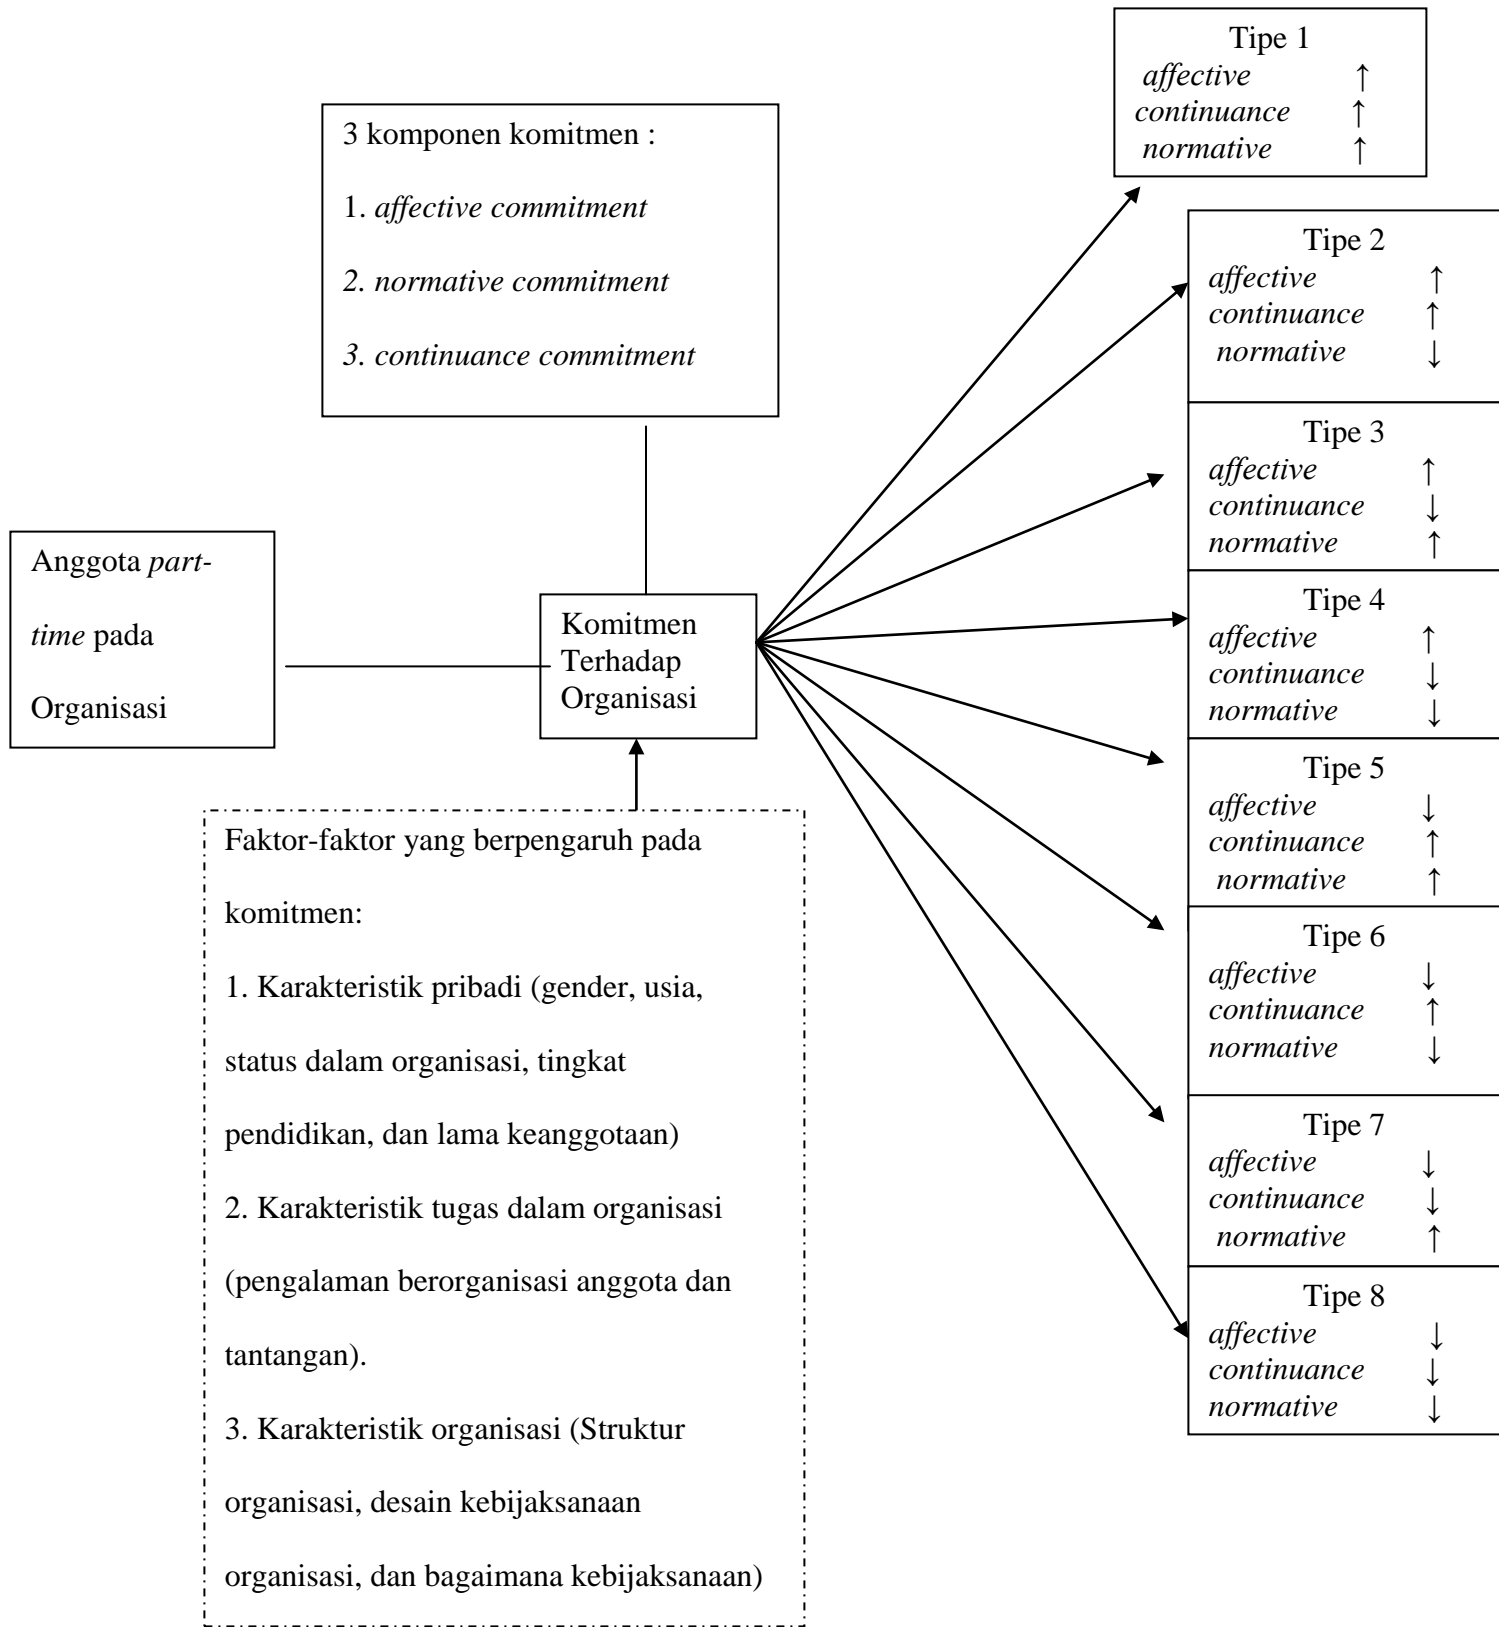 Tipe 1
affective ↑
continuance ↑
normative ↑
3 komponen komitmen :
1. affective commitment
2. normative commitment
3. continuance commitment
Tipe 2
affective ↑
continuance ↑
normative ↓
Tipe 3
affective ↑
continuance ↓
normative ↑
Anggota part-
time pada
Organisasi
Komitmen
Terhadap
Organisasi
Tipe 4
affective ↑
continuance ↓
normative ↓
Tipe 5
affective ↓
continuance ↑
normative ↑
Faktor-faktor yang berpengaruh pada
komitmen:
1. Karakteristik pribadi (gender, usia,
status dalam organisasi, tingkat
pendidikan, dan lama keanggotaan)
2. Karakteristik tugas dalam organisasi
(pengalaman berorganisasi anggota dan
tantangan).
3. Karakteristik organisasi (Struktur
organisasi, desain kebijaksanaan
organisasi, dan bagaimana kebijaksanaan)
Tipe 6
affective ↓
continuance ↑
normative ↓
Tipe 7
affective ↓
continuance ↓
normative ↑
Tipe 8
affective ↓
continuance ↓
normative ↓